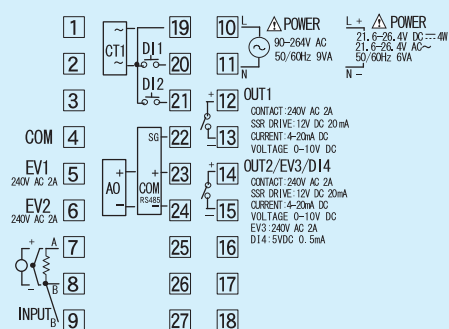 1
2
3
COM 4
EV1 5
240V AC 2A
EV2 6
240V AC 2A
7
8
INPUT 9
+
−
A
B
B
~
CT1
~
DI1
DI2
19
20
21
SG 22
+ 23
− 24
+
AO
−
COM
RS485
25
26
27
10 L
11 N
⚠ POWER
90-264V AC
50/60Hz 9VA
L +
N −
⚠ POWER
21.6-26.4V DC⎓4W
21.6-26.4V AC~
50/60Hz 6VA
+ 12
− 13
OUT1
CONTACT:240V AC 2A
SSR DRIVE:12V DC 20mA
CURRENT:4-20mA DC
VOLTAGE 0-10V DC
+ 14
− 15
OUT2/EV3/DI4
CONTACT:240V AC 2A
SSR DRIVE:12V DC 20mA
CURRENT:4-20mA DC
VOLTAGE 0-10V DC
EV3:240V AC 2A
DI4:5VDC 0.5mA
16
17
18